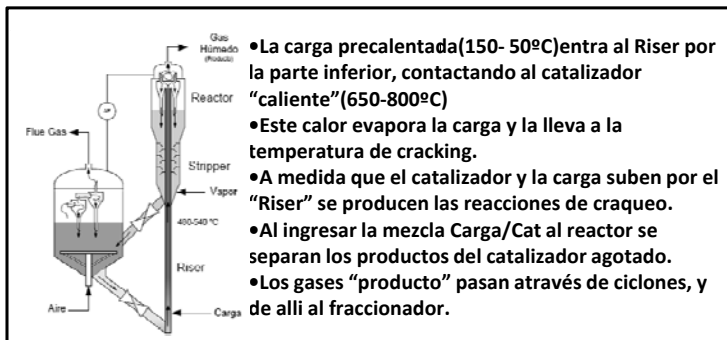 Gas
Húmedo
(Producto)
Reactor
Flue Gas
Stripper
Vapor
480-540 ºC
Riser
Aire
Carga
•La carga precalentada(150- 50ºC)entra al Riser por
la parte inferior, contactando al catalizador
“caliente”(650-800ºC)
•Este calor evapora la carga y la lleva a la
temperatura de cracking.
•A medida que el catalizador y la carga suben por el
“Riser” se producen las reacciones de craqueo.
•Al ingresar la mezcla Carga/Cat al reactor se
separan los productos del catalizador agotado.
•Los gases “producto” pasan através de ciclones, y
de alli al fraccionador.